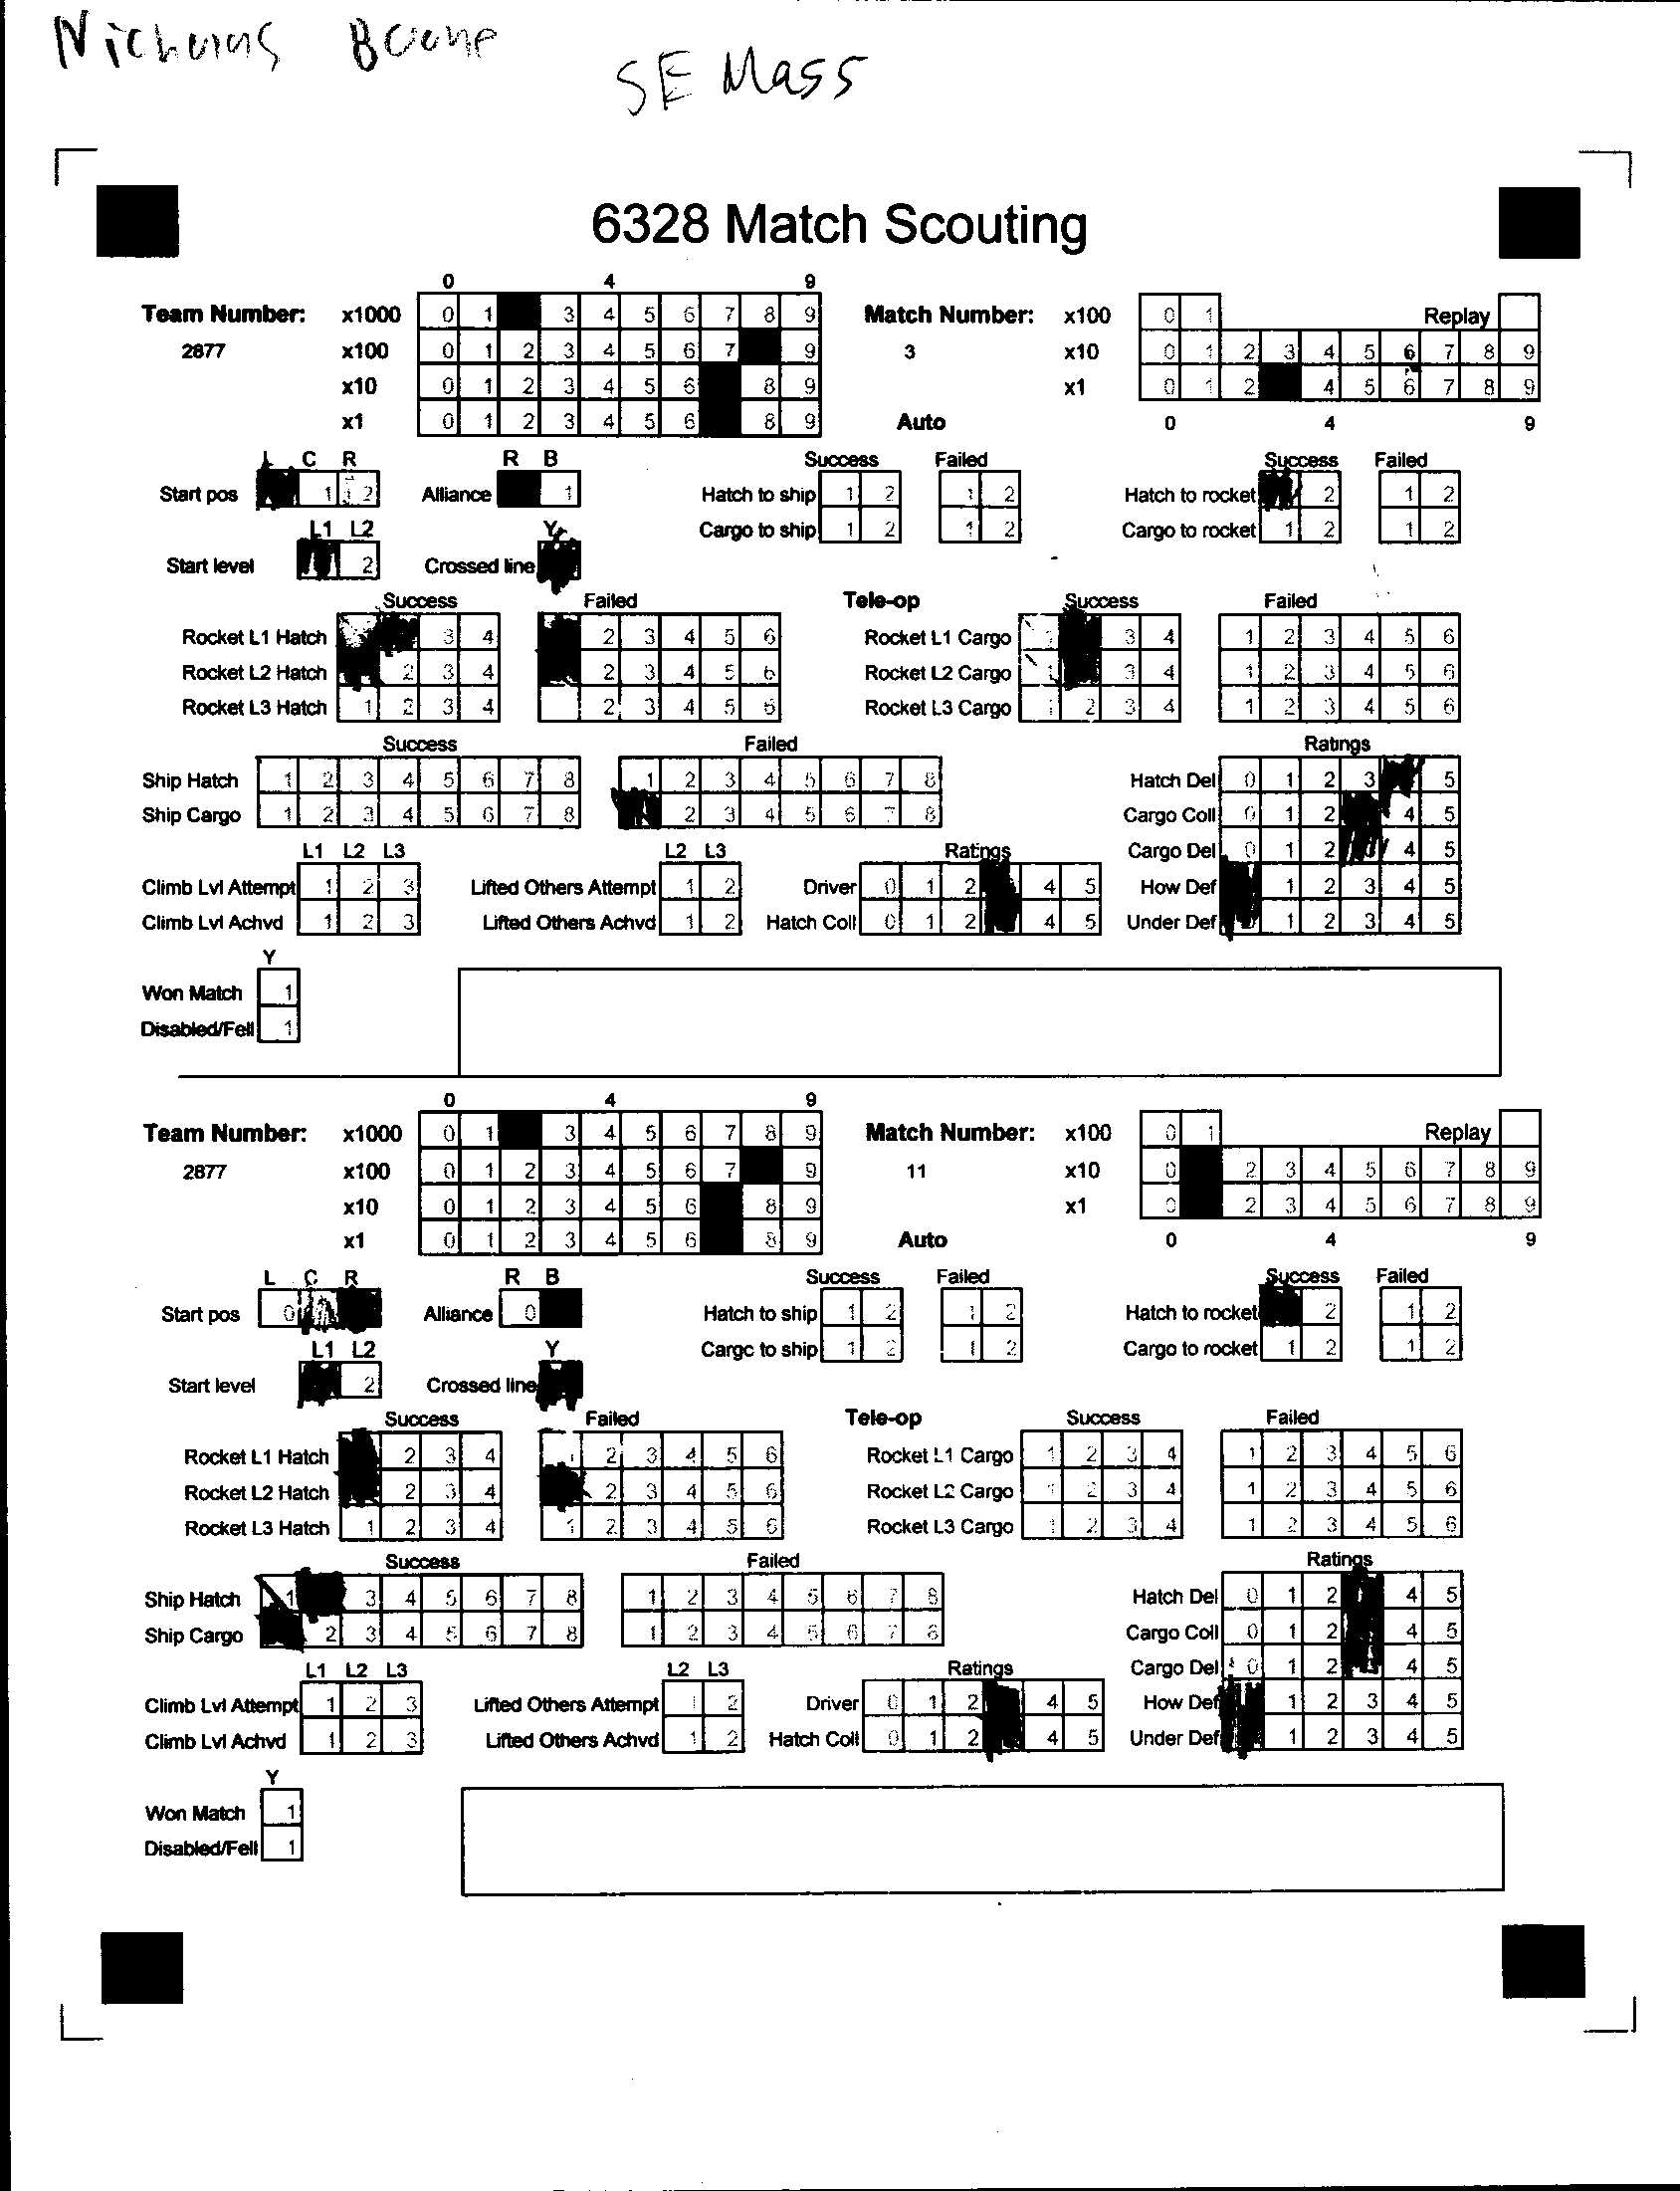 SE Mass
6328 Match Scouting
0 4 9
Team Number: x1000 0 1 3 4 5 6 7 8 9 Match Number: x100 0 1 Replay
2877 x100 0 1 2 3 4 5 6 7 9 3 x10 0 1 2 3 4 5 6 7 8 9
x10 0 1 2 3 4 5 6 8 9 x1 0 1 2 4 5 6 7 8 9
x1 0 1 2 3 4 5 6 8 9 Auto 0 4 9
L C R R B Success Failed Success Failed
Start pos 1 2 Alliance 1 Hatch to ship 1 2 1 2 Hatch to rocket 2 1 2
L1 L2 Y Cargo to ship 1 2 1 2 Cargo to rocket 1 2 1 2
Start level 2 Crossed line
Success Failed Tele-op Success Failed
Rocket L1 Hatch 3 4 2 3 4 5 6 Rocket L1 Cargo 3 4 1 2 3 4 5 6
Rocket L2 Hatch 2 3 4 2 3 4 5 6 Rocket L2 Cargo 1 3 4 1 2 3 4 5 6
Rocket L3 Hatch 1 2 3 4 2 3 4 5 6 Rocket L3 Cargo 1 2 3 4 1 2 3 4 5 6
Success Failed Ratings
Ship Hatch 1 2 3 4 5 6 7 8 1 2 3 4 5 6 7 8 Hatch Del 0 1 2 3 5
Ship Cargo 1 2 3 4 5 6 7 8 2 3 4 5 6 7 8 Cargo Coll 0 1 2 4 5
L1 L2 L3 L2 L3 Ratings Cargo Del 0 1 2 4 5
Climb Lvl Attempt 1 2 3 Lifted Others Attempt 1 2 Driver 0 1 2 4 5 How Def 1 2 3 4 5
Climb Lvl Achvd 1 2 3 Lifted Others Achvd 1 2 Hatch Coll 0 1 2 4 5 Under Def 1 2 3 4 5
Y
Won Match 1
Disabled/Fell 1
0 4 9
Team Number: x1000 0 1 3 4 5 6 7 8 9 Match Number: x100 0 1 Replay
2877 x100 0 1 2 3 4 5 6 7 9 11 x10 0 2 3 4 5 6 7 8 9
x10 0 1 2 3 4 5 6 8 9 x1 0 2 3 4 5 6 7 8 9
x1 0 1 2 3 4 5 6 8 9 Auto 0 4 9
L C R R B Success Failed Success Failed
Start pos 0 Alliance 0 Hatch to ship 1 2 1 2 Hatch to rocket 2 1 2
L1 L2 Y Cargo to ship 1 2 1 2 Cargo to rocket 1 2 1 2
Start level 2 Crossed line
Success Failed Tele-op Success Failed
Rocket L1 Hatch 2 3 4 1 2 3 4 5 6 Rocket L1 Cargo 1 2 3 4 1 2 3 4 5 6
Rocket L2 Hatch 2 3 4 2 3 4 5 6 Rocket L2 Cargo 1 2 3 4 1 2 3 4 5 6
Rocket L3 Hatch 1 2 3 4 1 2 3 4 5 6 Rocket L3 Cargo 1 2 3 4 1 2 3 4 5 6
Success Failed Ratings
Ship Hatch 1 3 4 5 6 7 8 1 2 3 4 5 6 7 8 Hatch Del 0 1 2 4 5
Ship Cargo 2 3 4 5 6 7 8 1 2 3 4 5 6 7 8 Cargo Coll 0 1 2 4 5
L1 L2 L3 L2 L3 Ratings Cargo Del 0 1 2 4 5
Climb Lvl Attempt 1 2 3 Lifted Others Attempt 1 2 Driver 0 1 2 4 5 How Def 1 2 3 4 5
Climb Lvl Achvd 1 2 3 Lifted Others Achvd 1 2 Hatch Coll 0 1 2 4 5 Under Def 1 2 3 4 5
Y
Won Match 1
Disabled/Fell 1